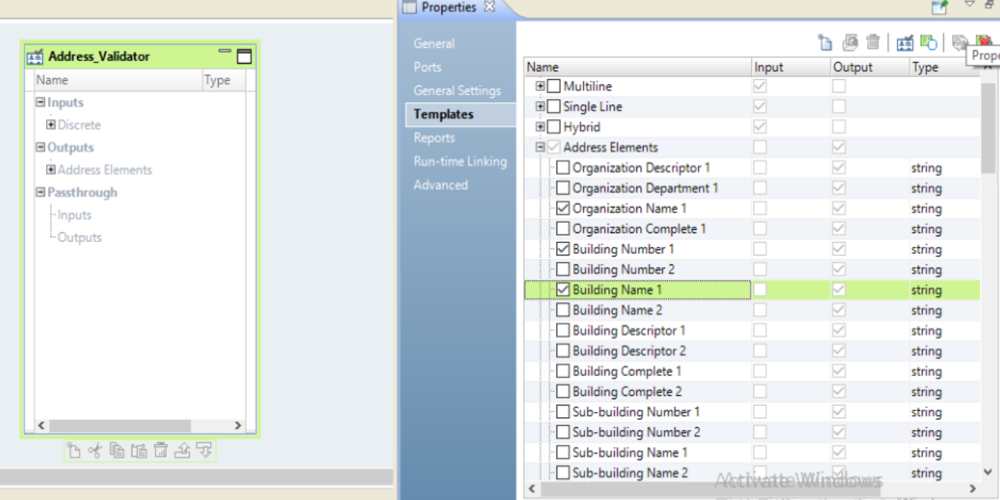 Properties
Address_Validator
Name Type
Inputs
Discrete
Outputs
Address Elements
Passthrough
Inputs
Outputs
General
Ports
General Settings
Templates
Reports
Run-time Linking
Advanced
Prope
Name Input Output Type
Multiline
Single Line
Hybrid
Address Elements
Organization Descriptor 1 string
Organization Department 1 string
Organization Name 1 string
Organization Complete 1 string
Building Number 1 string
Building Number 2 string
Building Name 1 string
Building Name 2 string
Building Descriptor 1 string
Building Descriptor 2 string
Building Complete 1 string
Building Complete 2 string
Sub-building Number 1 string
Sub-building Number 2 string
Sub-building Name 1 string
Sub-building Name 2 string
Activate Windows